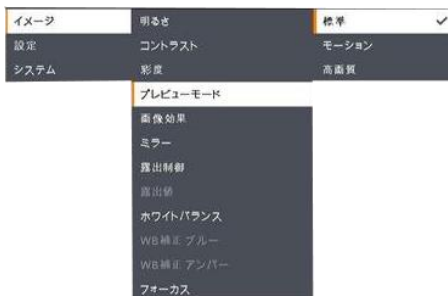 イメージ
設定
システム
明るさ
コントラスト
彩度
プレビューモード
画像効果
ミラー
露出制御
露出値
ホワイトバランス
WB補正 ブルー
WB補正 アンバー
フォーカス
標準 ✓
モーション
高画質